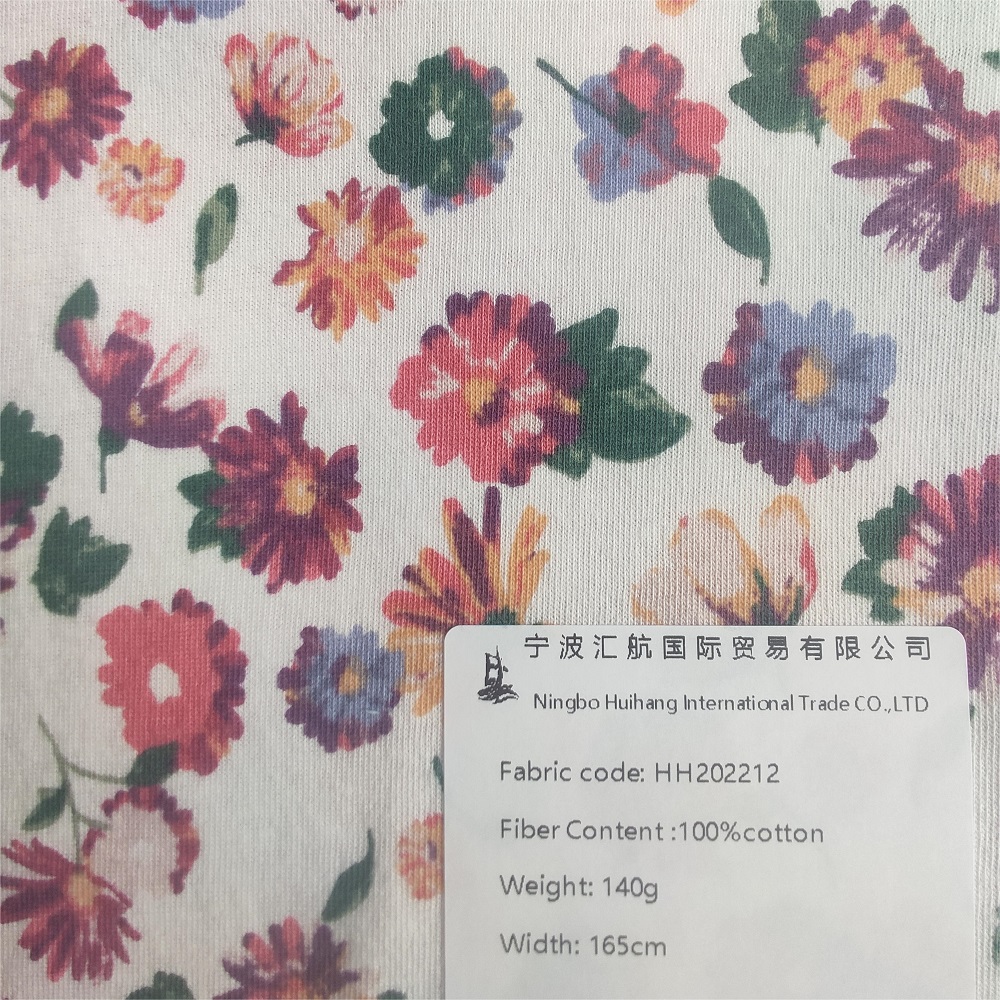 宁波汇航国际贸易有限公司
Ningbo Huihang International Trade CO.,LTD
Fabric code: HH202212
Fiber Content :100%cotton
Weight: 140g
Width: 165cm